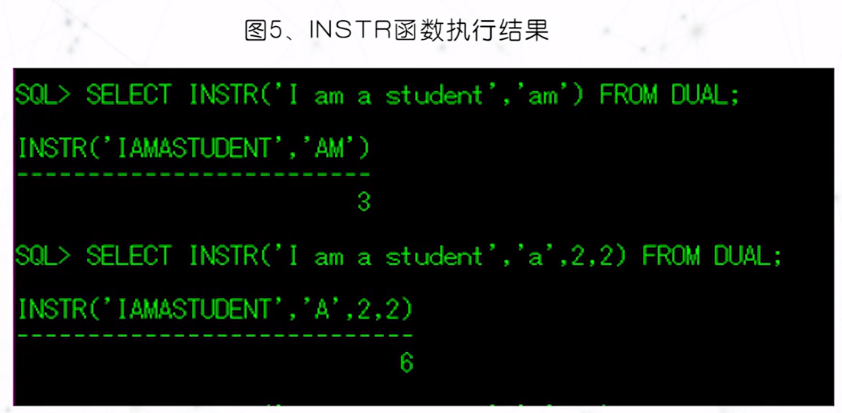 图5、INSTR函数执行结果
SQL> SELECT INSTR('I am a student','am') FROM DUAL;
INSTR('IAMASTUDENT','AM')
-------------------------
3
SQL> SELECT INSTR('I am a student','a',2,2) FROM DUAL;
INSTR('IAMASTUDENT','A',2,2)
----------------------------
6